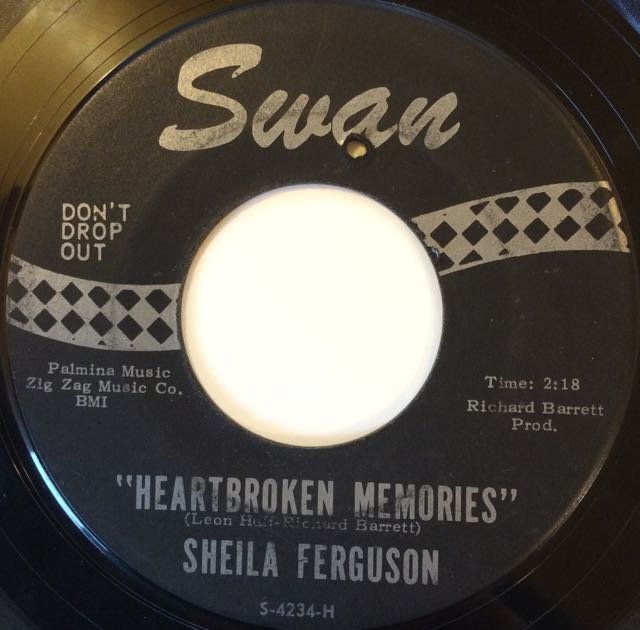 Swan
DON'T
DROP
OUT
Palmina Music
Zig Zag Music Co.
BMI
Time: 2:18
Richard Barrett
Prod.
"HEARTBROKEN MEMORIES"
(Leon Huff-Richard Barrett)
SHEILA FERGUSON
S-4234-H